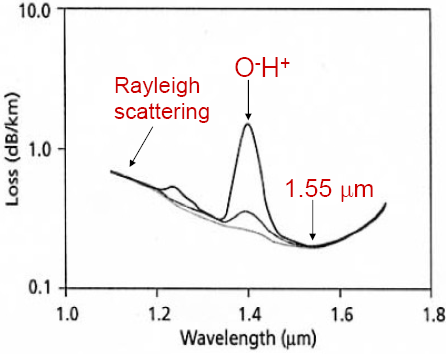 10.0
O-H+
Rayleigh
scattering
Loss (dB/km)
1.0
1.55 μm
0.1
1.0 1.2 1.4 1.6 1.8
Wavelength (μm)